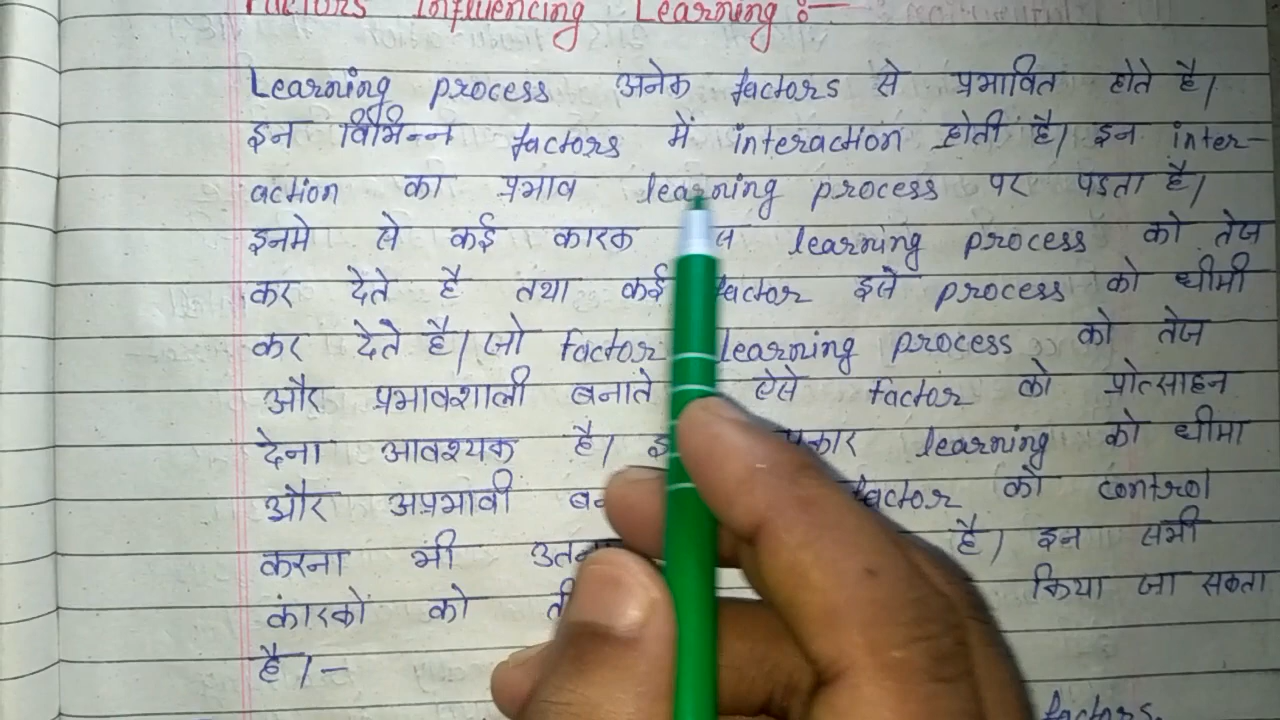 Factors Influencing Learning :-
Learning process अनेक factors से प्रभावित होते है।
इन विभिन्न factors में interaction होती है। इन inter-
action का प्रभाव learning process पर पडता है।
इनमे से कई कारक learning process को तेज
कर देते है तथा कई factor इसे process को धीमी
कर देते है। जो factor learning process को तेज
और प्रभावशाली बनाते ऐसे factor को प्रोत्साहन
देना आवश्यक है। learning को धीमा
और अप्रभावी factor को control
करना भी है। इन सभी
कांरकों को किया जा सकता
है।-
factors.